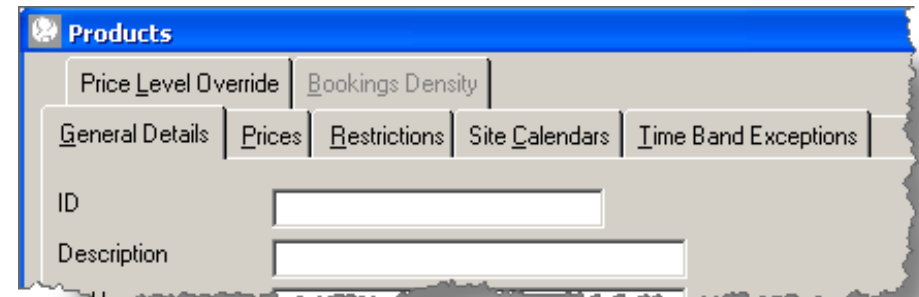 Products
Price Level Override Bookings Density
General Details Prices Restrictions Site Calendars Time Band Exceptions
ID
Description